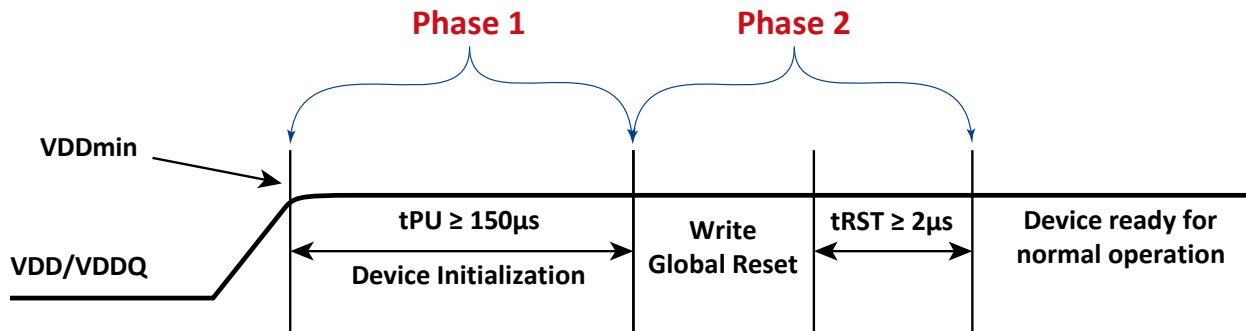 Phase 1
Phase 2
VDDmin
tPU ≥ 150µs
Device Initialization
VDD/VDDQ
Write
Global Reset
tRST ≥ 2µs
Device ready for
normal operation